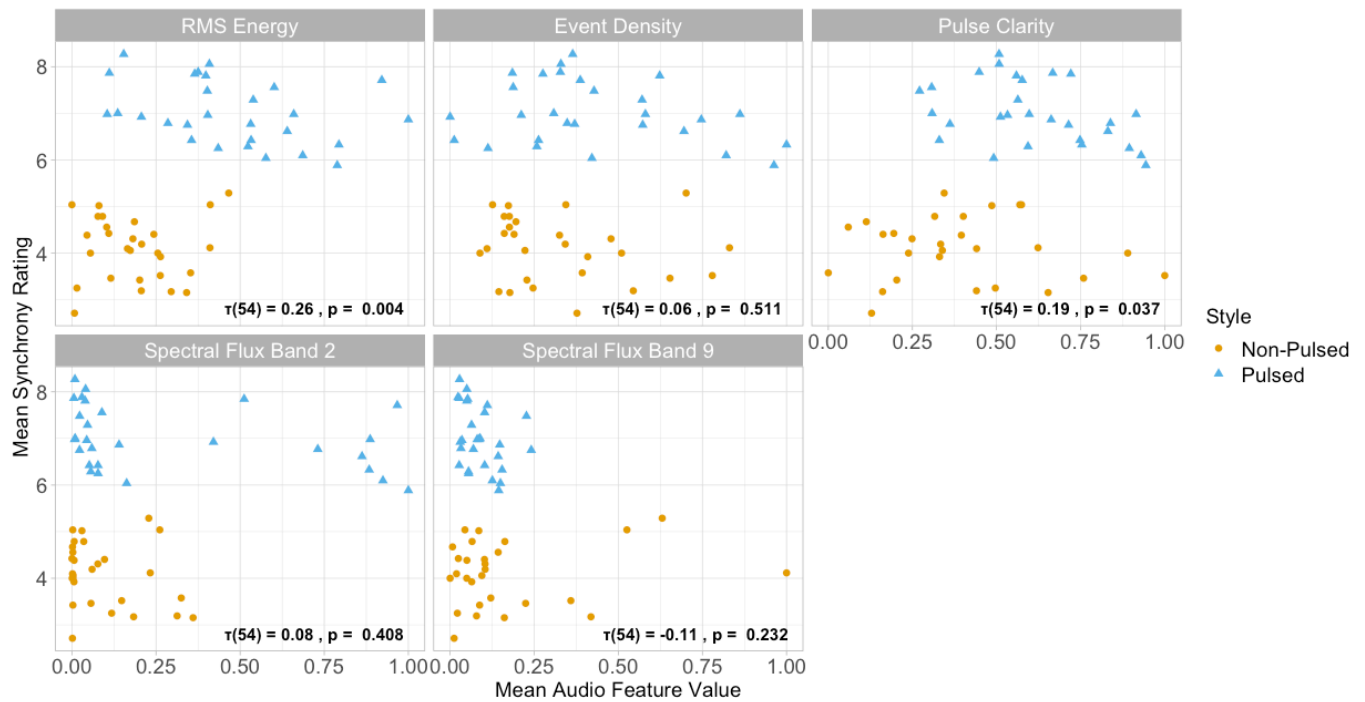 RMS Energy
Event Density
Pulse Clarity
8
6
4
τ(54) = 0.26 , p = 0.004
τ(54) = 0.06 , p = 0.511
τ(54) = 0.19 , p = 0.037
0.00 0.25 0.50 0.75 1.00
Style
Non-Pulsed
Pulsed
Mean Synchrony Rating
Spectral Flux Band 2
Spectral Flux Band 9
8
6
4
τ(54) = 0.08 , p = 0.408
τ(54) = -0.11 , p = 0.232
0.00 0.25 0.50 0.75 1.00
0.00 0.25 0.50 0.75 1.00
Mean Audio Feature Value